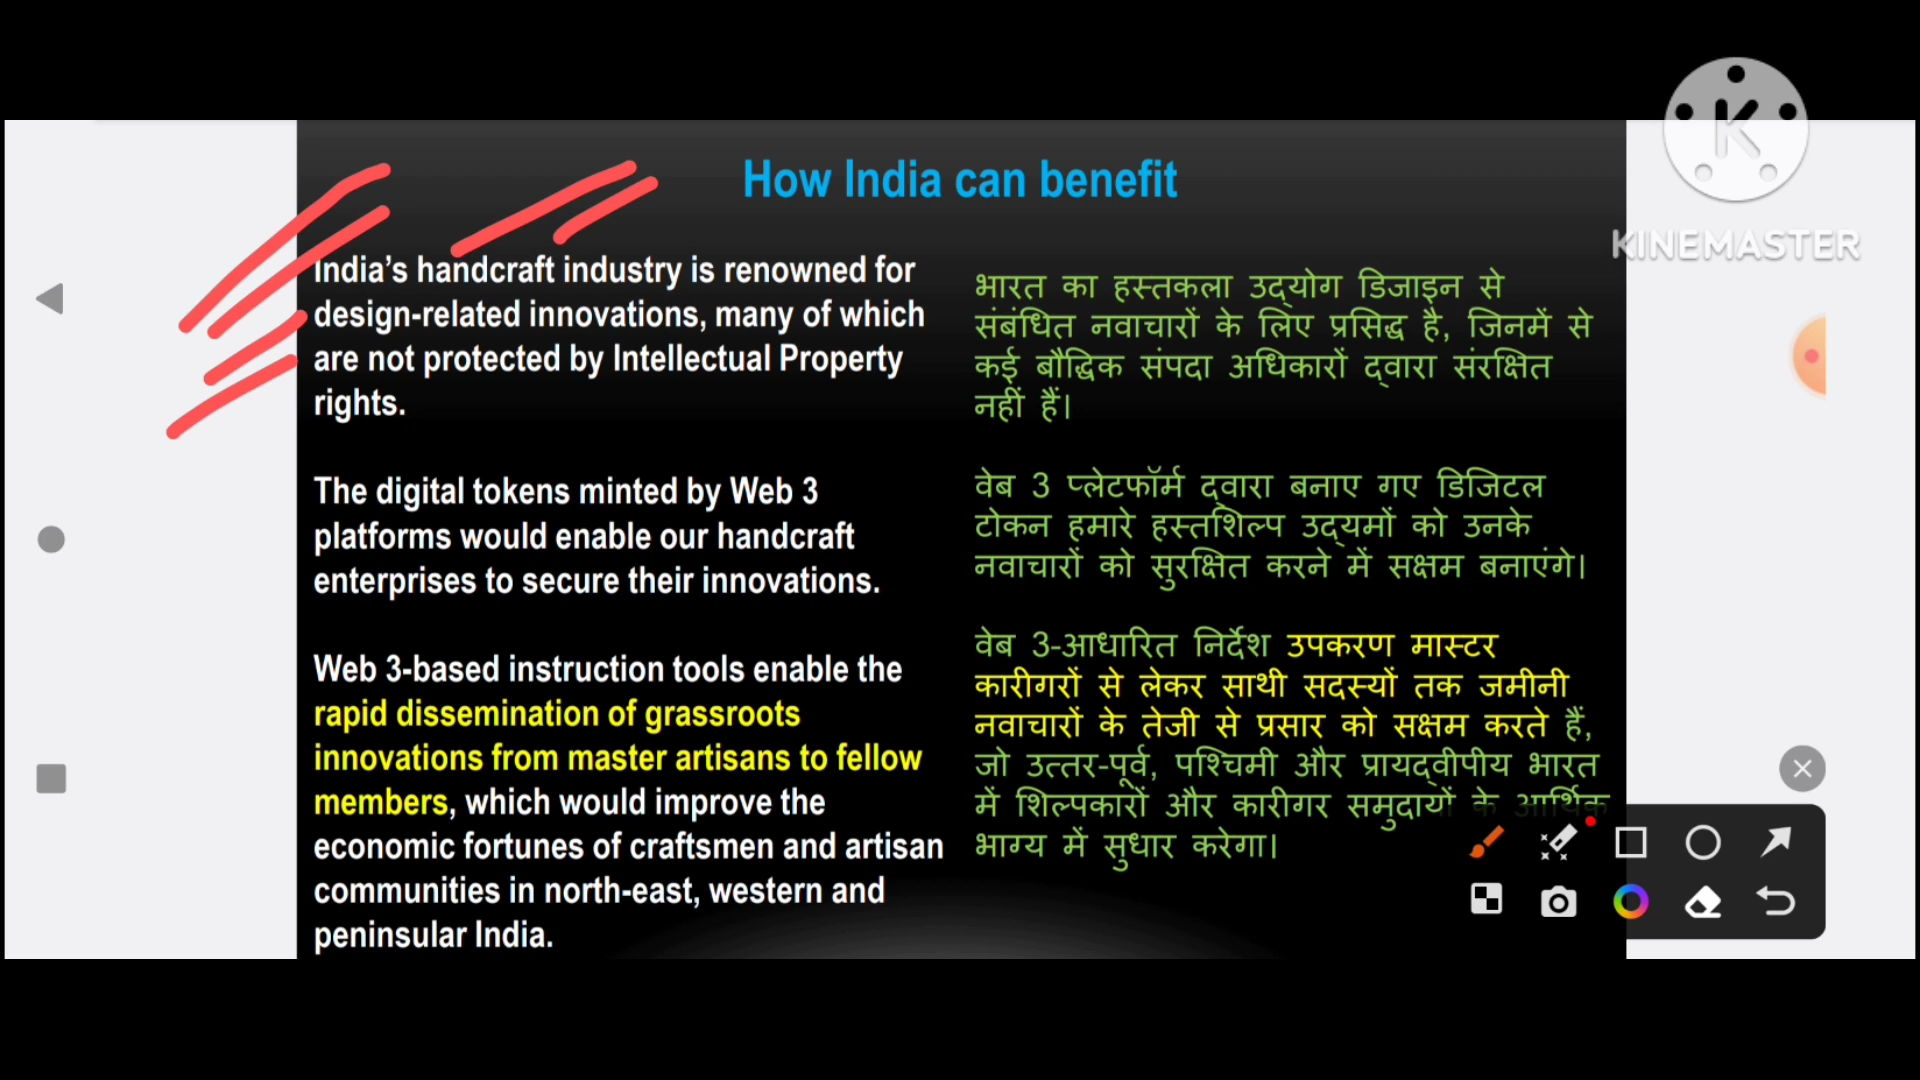 How India can benefit
India's handcraft industry is renowned for
design-related innovations, many of which
are not protected by Intellectual Property
rights.
The digital tokens minted by Web 3
platforms would enable our handcraft
enterprises to secure their innovations.
Web 3-based instruction tools enable the
rapid dissemination of grassroots
innovations from master artisans to fellow
members, which would improve the
economic fortunes of craftsmen and artisan
communities in north-east, western and
peninsular India.
भारत का हस्तकला उद्योग डिजाइन से
संबंधित नवाचारों के लिए प्रसिद्ध है, जिनमें से
कई बौद्धिक संपदा अधिकारों द्वारा संरक्षित
नहीं हैं।
वेब 3 प्लेटफॉर्म द्वारा बनाए गए डिजिटल
टोकन हमारे हस्तशिल्प उद्यमों को उनके
नवाचारों को सुरक्षित करने में सक्षम बनाएंगे।
वेब 3-आधारित निर्देश उपकरण मास्टर
कारीगरों से लेकर साथी सदस्यों तक जमीनी
नवाचारों के तेजी से प्रसार को सक्षम करते हैं,
जो उत्तर-पूर्व, पश्चिमी और प्रायद्वीपीय भारत
में शिल्पकारों और कारीगर समुदायों के आर्थिक
भाग्य में सुधार करेगा।
K
KINEMASTER